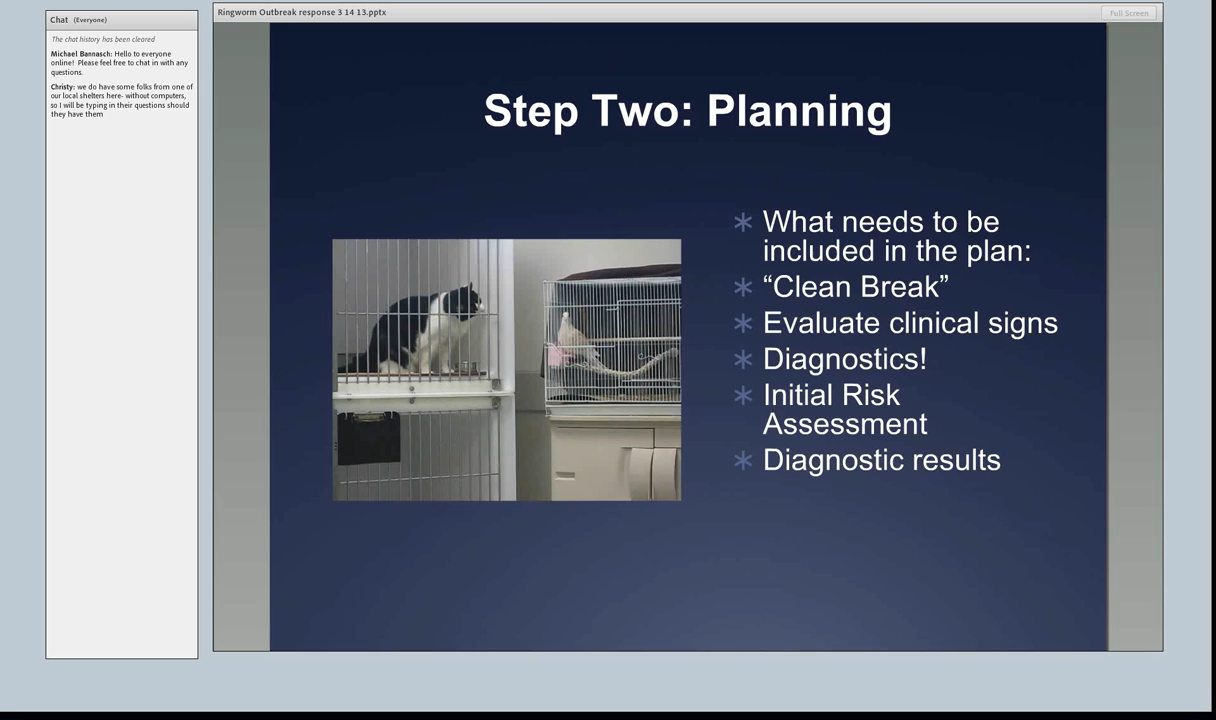 Chat (Everyone)
The chat history has been cleared
Michael Bannasch: Hello to everyone
online! Please feel free to chat in with any
questions.
Christy: we do have some folks from one of
our local shelters here- without computers,
so I will be typing in their questions should
they have them
Ringworm Outbreak response 3 14 13.pptx
Full Screen
Step Two: Planning
What needs to be
included in the plan:
“Clean Break”
Evaluate clinical signs
Diagnostics!
Initial Risk
Assessment
Diagnostic results